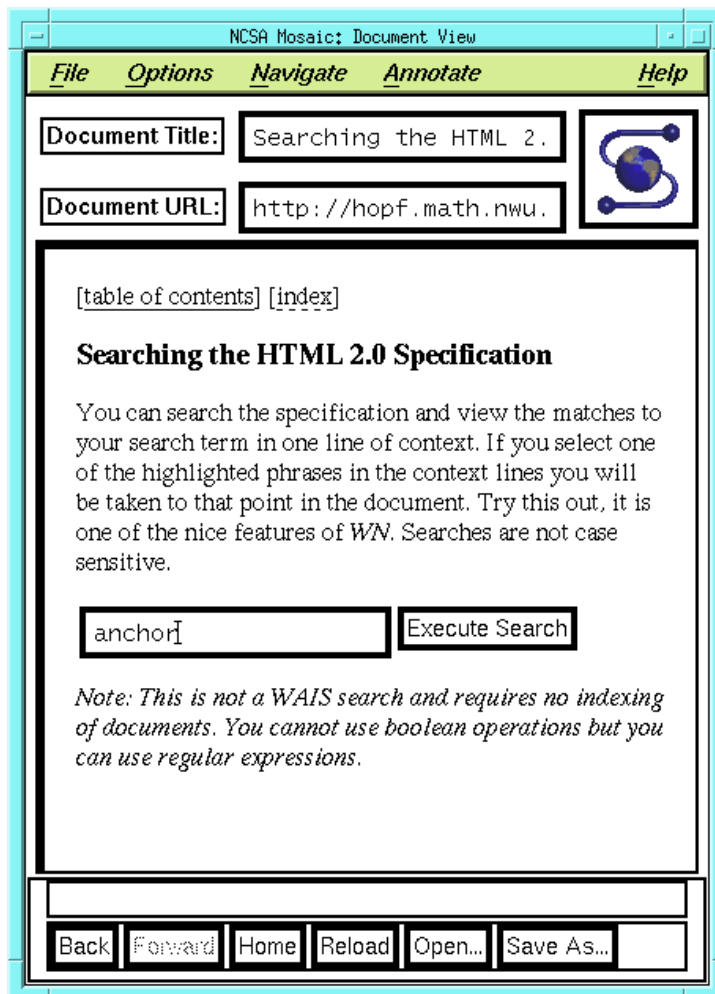 NCSA Mosaic: Document View
File Options Navigate Annotate Help
Document Title: Searching the HTML 2.
Document URL: http://hopf.math.nwu.
[table of contents] [index]
Searching the HTML 2.0 Specification
You can search the specification and view the matches to
your search term in one line of context. If you select one
of the highlighted phrases in the context lines you will
be taken to that point in the document. Try this out, it is
one of the nice features of WN. Searches are not case
sensitive.
anchor Execute Search
Note: This is not a WAIS search and requires no indexing
of documents. You cannot use boolean operations but you
can use regular expressions.
Back Forward Home Reload Open... Save As...